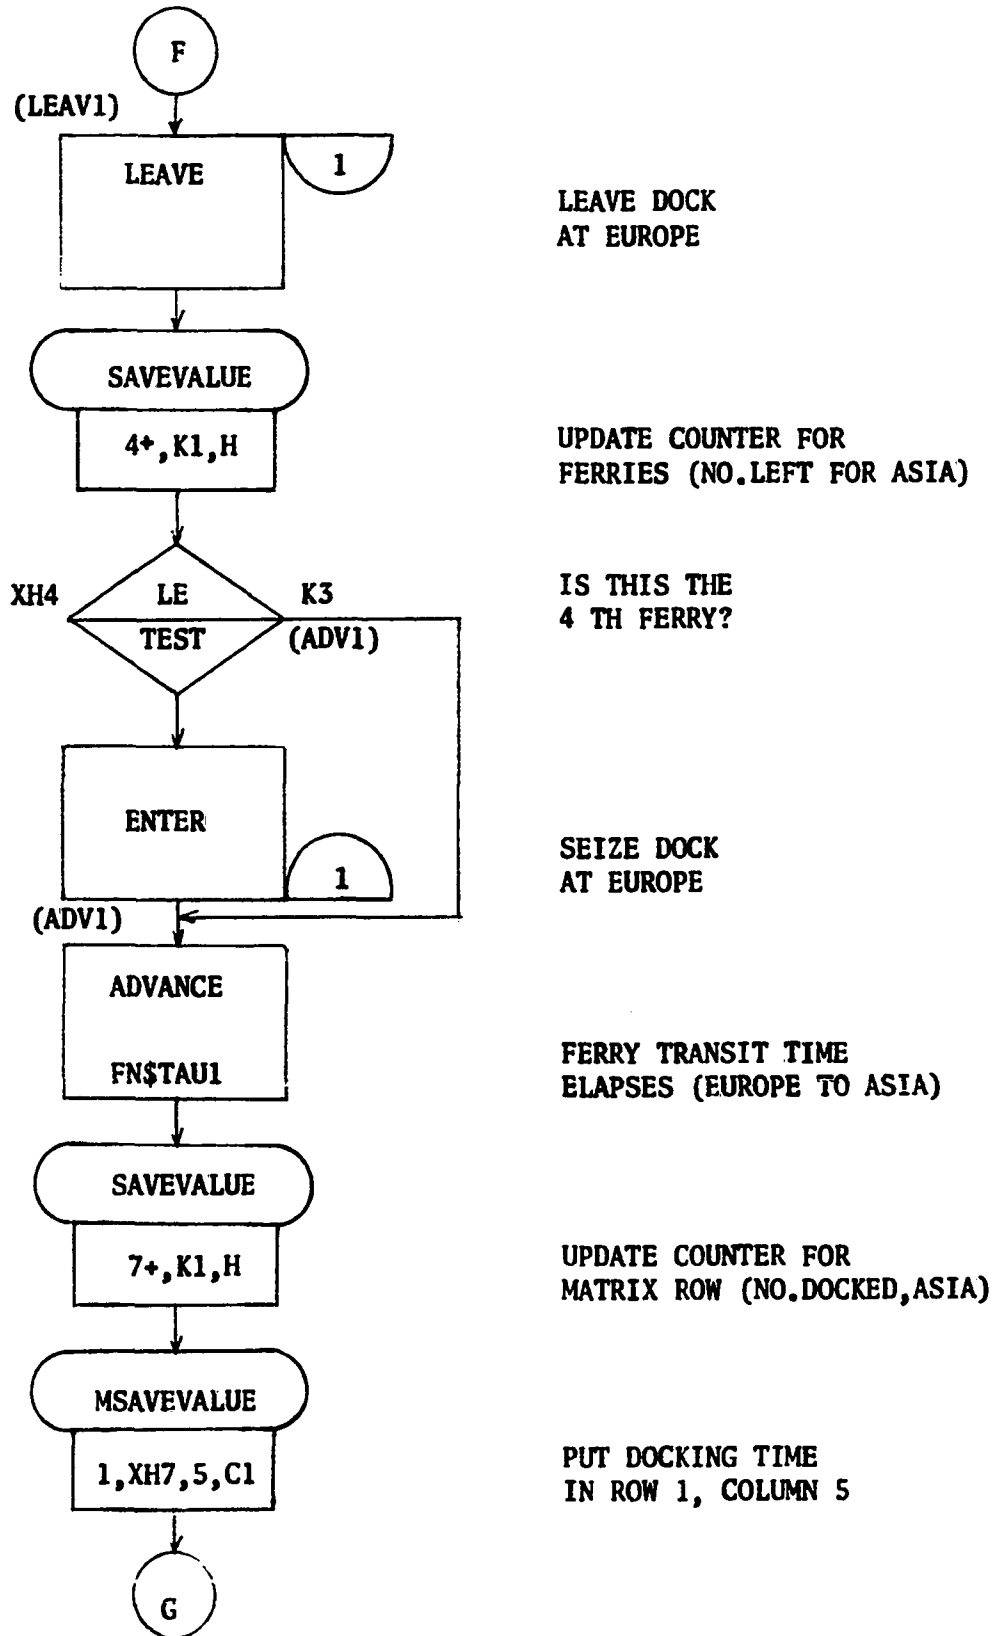 F
(LEAV1)
LEAVE
1
LEAVE DOCK
AT EUROPE
SAVEVALUE
4+,K1,H
UPDATE COUNTER FOR
FERRIES (NO.LEFT FOR ASIA)
XH4
LE
K3
TEST
(ADV1)
IS THIS THE
4 TH FERRY?
ENTER
1
SEIZE DOCK
AT EUROPE
(ADV1)
ADVANCE
FN$TAU1
FERRY TRANSIT TIME
ELAPSES (EUROPE TO ASIA)
SAVEVALUE
7+,K1,H
UPDATE COUNTER FOR
MATRIX ROW (NO.DOCKED,ASIA)
MSAVEVALUE
1,XH7,5,C1
PUT DOCKING TIME
IN ROW 1, COLUMN 5
G